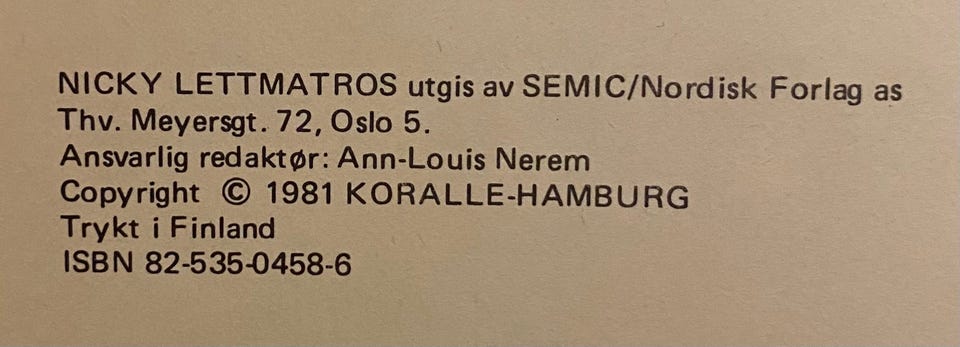 NICKY LETTMATROS utgis av SEMIC/Nordisk Forlag as
Thv. Meyersgt. 72, Oslo 5.
Ansvarlig redaktør: Ann-Louis Nerem
Copyright © 1981 KORALLE-HAMBURG
Trykt i Finland
ISBN 82-535-0458-6